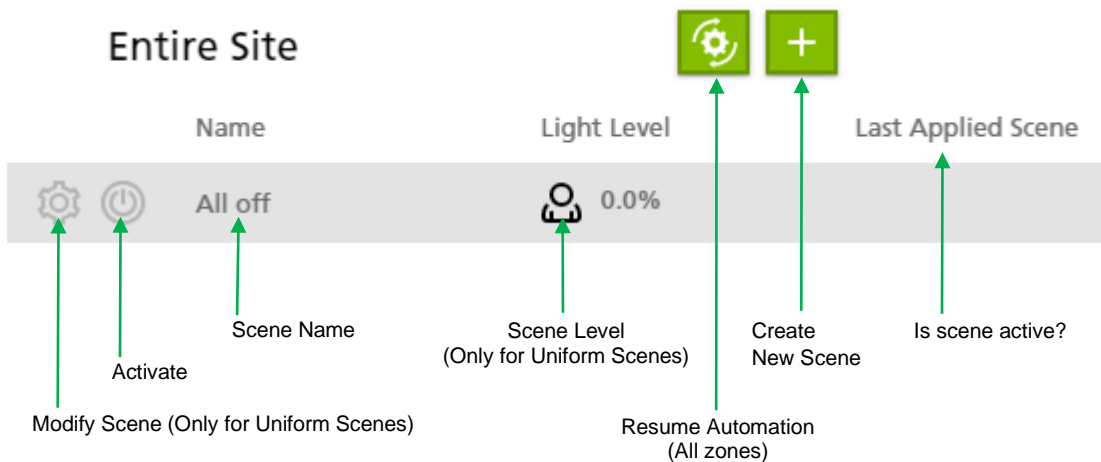 Entire Site
Name
Light Level
Last Applied Scene
All off
0.0%
Scene Name
Scene Level
(Only for Uniform Scenes)
Create
New Scene
Is scene active?
Activate
Modify Scene (Only for Uniform Scenes)
Resume Automation
(All zones)